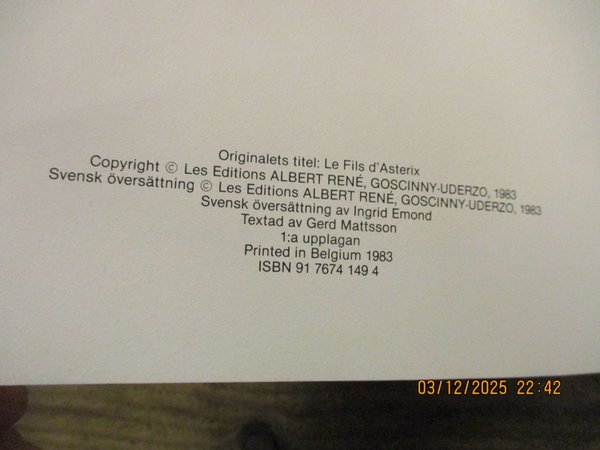 Originalets titel: Le Fils d'Asterix
Copyright © Les Editions ALBERT RENÉ, GOSCINNY-UDERZO, 1983
Svensk översättning © Les Editions ALBERT RENÉ, GOSCINNY-UDERZO, 1983
Svensk översättning av Ingrid Emond
Textad av Gerd Mattsson
1:a upplagan
Printed in Belgium 1983
ISBN 91 7674 149 4
03/12/2025 22:42